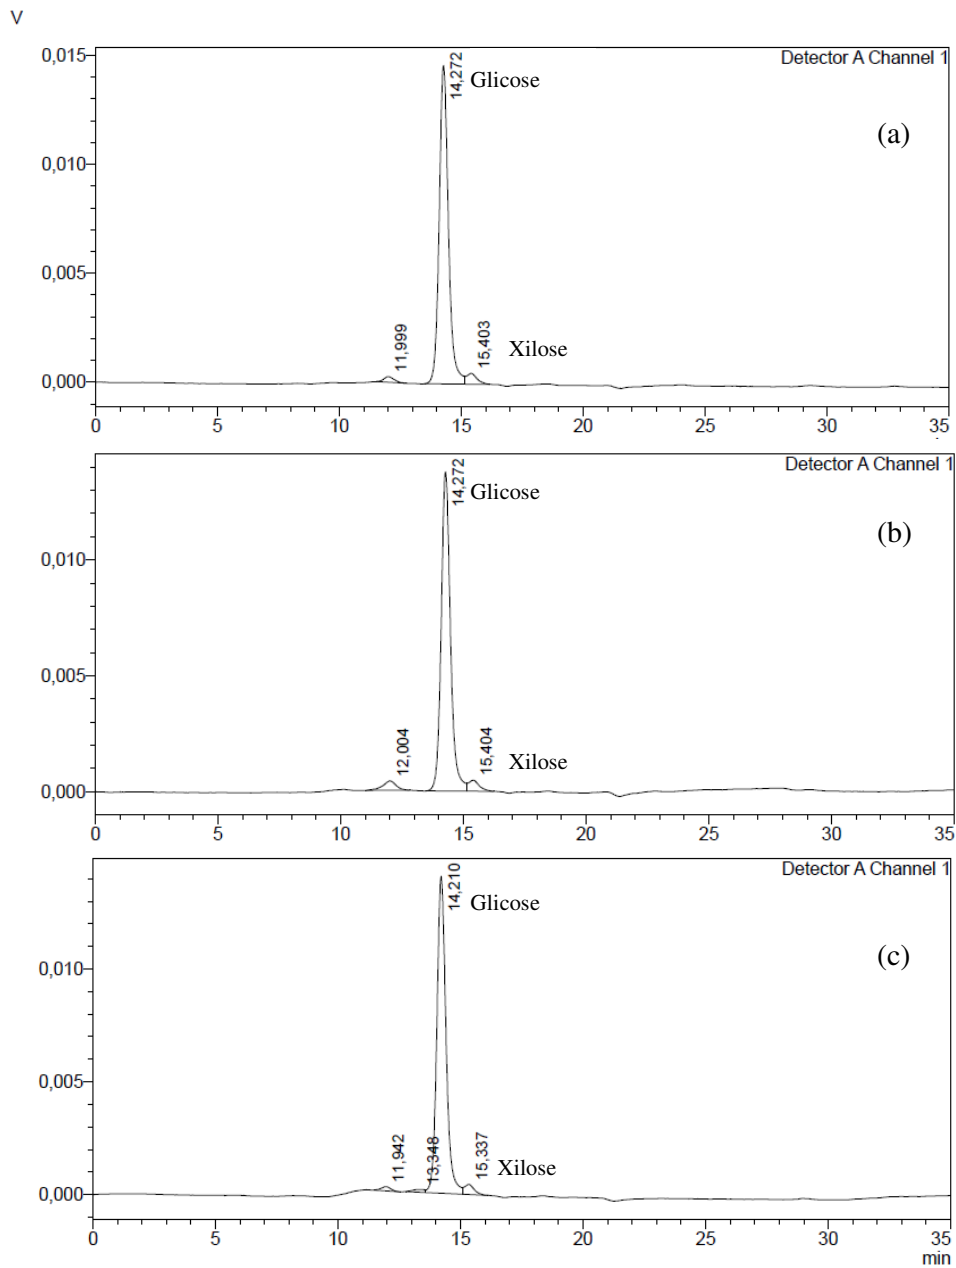 V
Detector A Channel 1
0,015
14,272
Glicose
(a)
0,010
0,005
11,999
15,403
Xilose
0,000
0 5 10 15 20 25 30 35
Detector A Channel 1
14,272
Glicose
(b)
0,010
0,005
12,004
15,404
Xilose
0,000
0 5 10 15 20 25 30 35
Detector A Channel 1
14,210
Glicose
(c)
0,010
0,005
11,942
13,348
15,337
Xilose
0,000
0 5 10 15 20 25 30 35
min